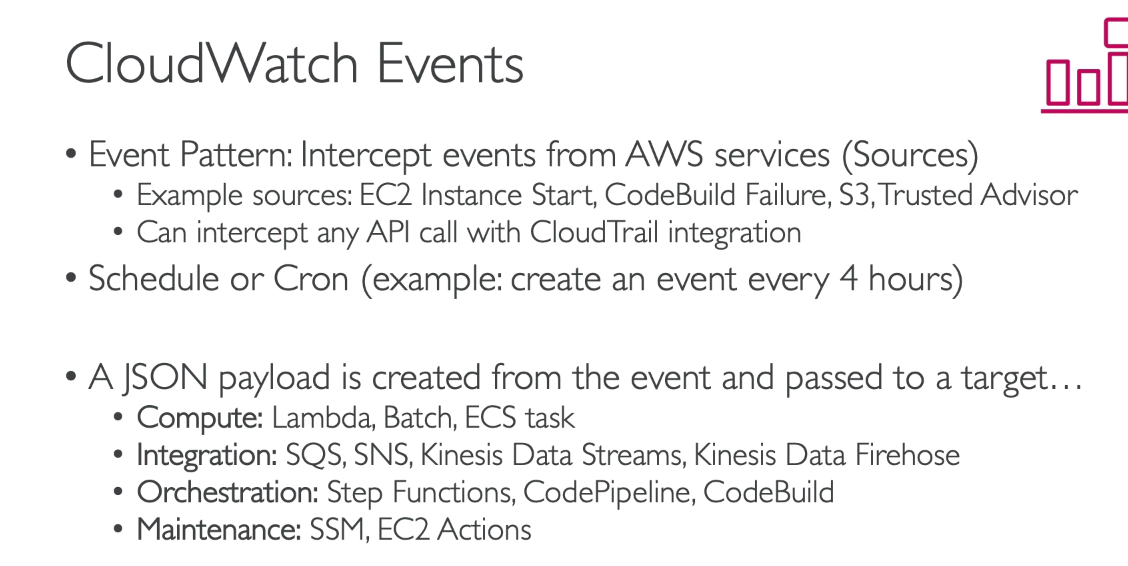 CloudWatch Events
• Event Pattern: Intercept events from AWS services (Sources)
• Example sources: EC2 Instance Start, CodeBuild Failure, S3, Trusted Advisor
• Can intercept any API call with CloudTrail integration
• Schedule or Cron (example: create an event every 4 hours)
• A JSON payload is created from the event and passed to a target…
• Compute: Lambda, Batch, ECS task
• Integration: SQS, SNS, Kinesis Data Streams, Kinesis Data Firehose
• Orchestration: Step Functions, CodePipeline, CodeBuild
• Maintenance: SSM, EC2 Actions